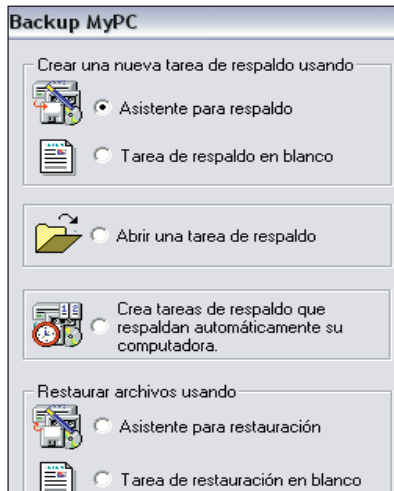 Backup MyPC
Crear una nueva tarea de respaldo usando
Asistente para respaldo
Tarea de respaldo en blanco
Abrir una tarea de respaldo
Crea tareas de respaldo que
respaldan automáticamente su
computadora.
Restaurar archivos usando
Asistente para restauración
Tarea de restauración en blanco